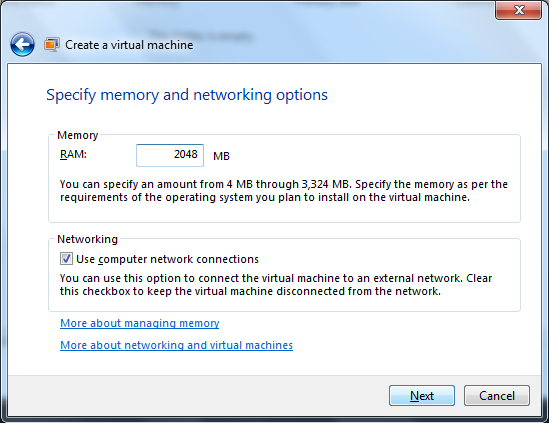 Create a virtual machine
Specify memory and networking options
Memory
RAM: 2048 MB
You can specify an amount from 4 MB through 3,324 MB. Specify the memory as per the
requirements of the operating system you plan to install on the virtual machine.
Networking
Use computer network connections
You can use this option to connect the virtual machine to an external network. Clear
this checkbox to keep the virtual machine disconnected from the network.
More about managing memory
More about networking and virtual machines
Next Cancel